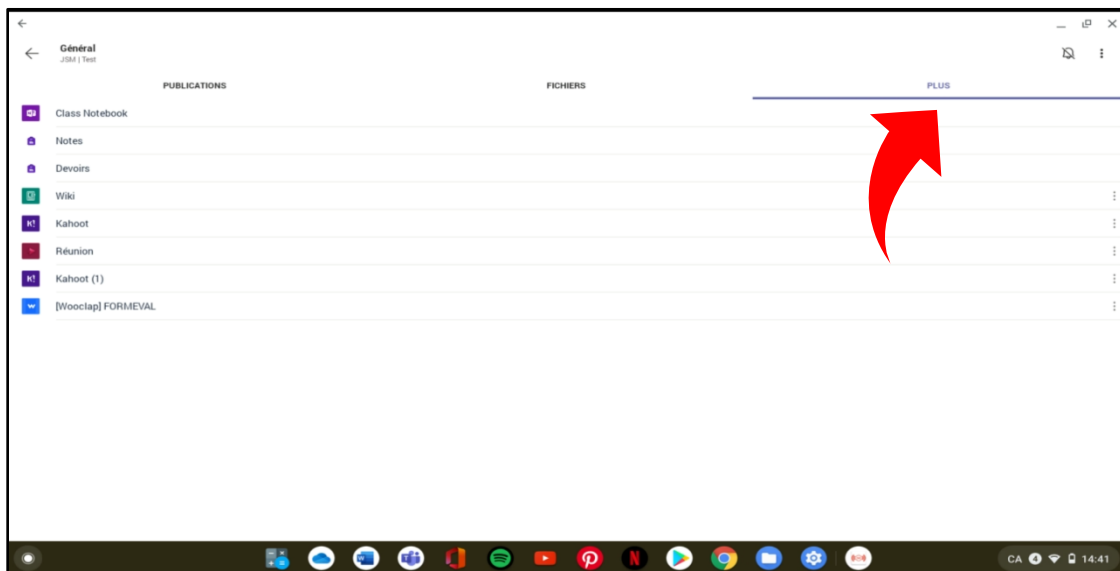 Général
JSM | Test
PUBLICATIONS FICHIERS PLUS
Class Notebook
Notes
Devoirs
Wiki
K! Kahoot
Réunion
K! Kahoot (1)
w [Wooclap] FORMEVAL
W N CA 4 14:41